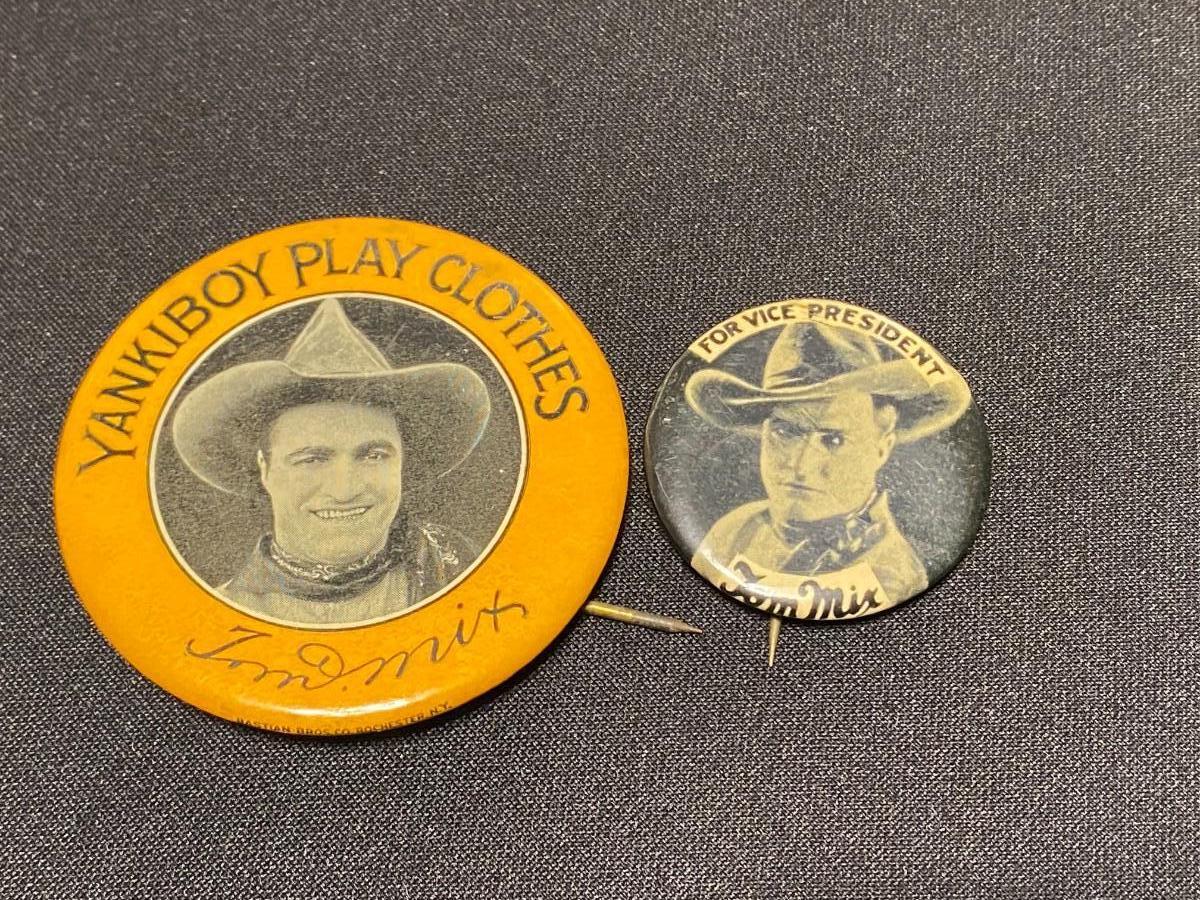 YANKIBOY PLAY CLOTHES
Tom Mix
BASTIAN BROS. CO. ROCHESTER. N.Y.
FOR VICE PRESIDENT
Tom Mix